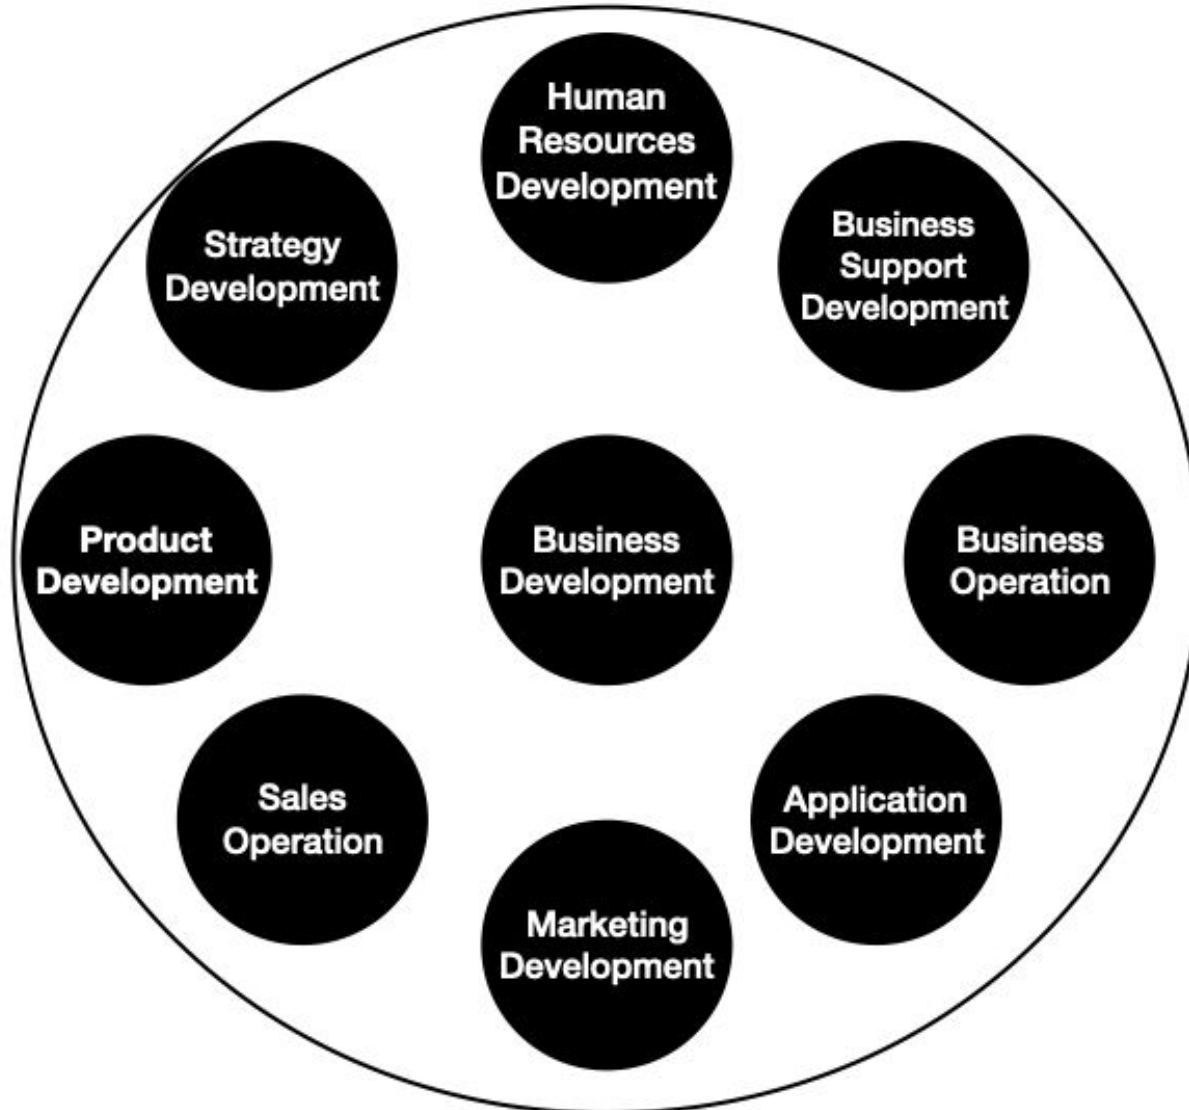 Human
Resources
Development
Strategy
Development
Business
Support
Development
Product
Development
Business
Development
Business
Operation
Sales
Operation
Application
Development
Marketing
Development